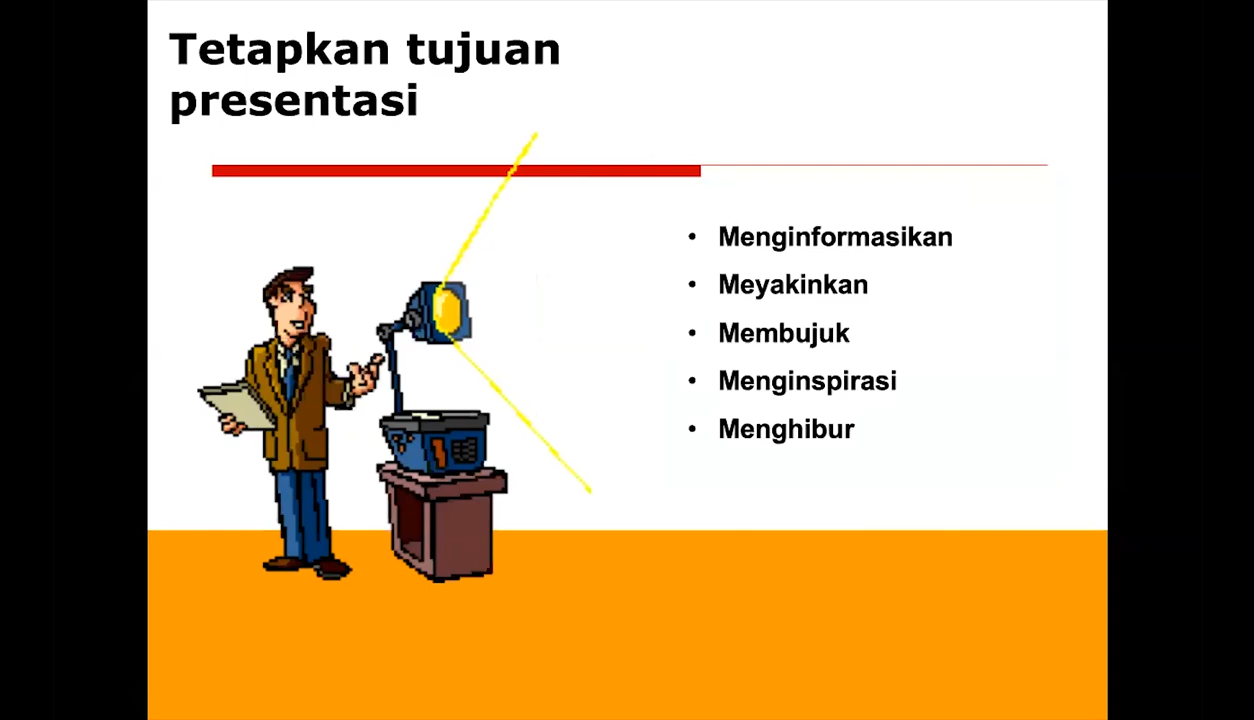 Tetapkan tujuan
presentasi
• Menginformasikan
• Meyakinkan
• Membujuk
• Menginspirasi
• Menghibur